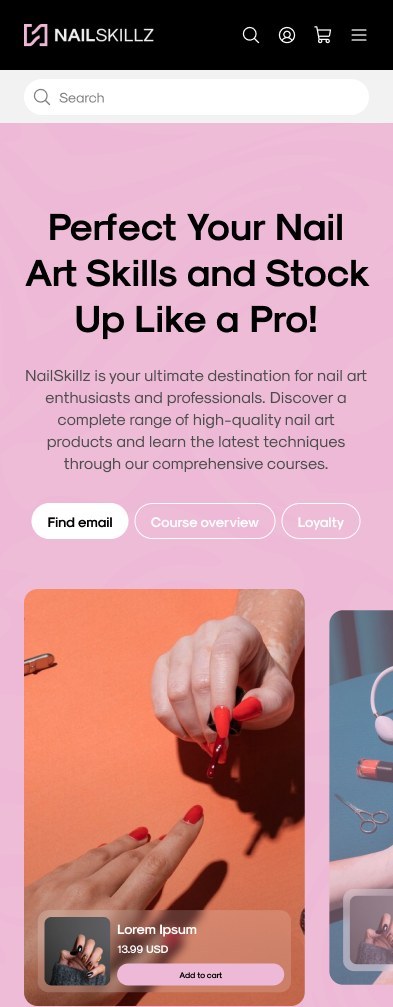 NAILSKILLZ
Search
Perfect Your Nail
Art Skills and Stock
Up Like a Pro!
NailSkillz is your ultimate destination for nail art
enthusiasts and professionals. Discover a
complete range of high-quality nail art
products and learn the latest techniques
through our comprehensive courses.
Find email
Course overview
Loyalty
Lorem Ipsum
13.99 USD
Add to cart